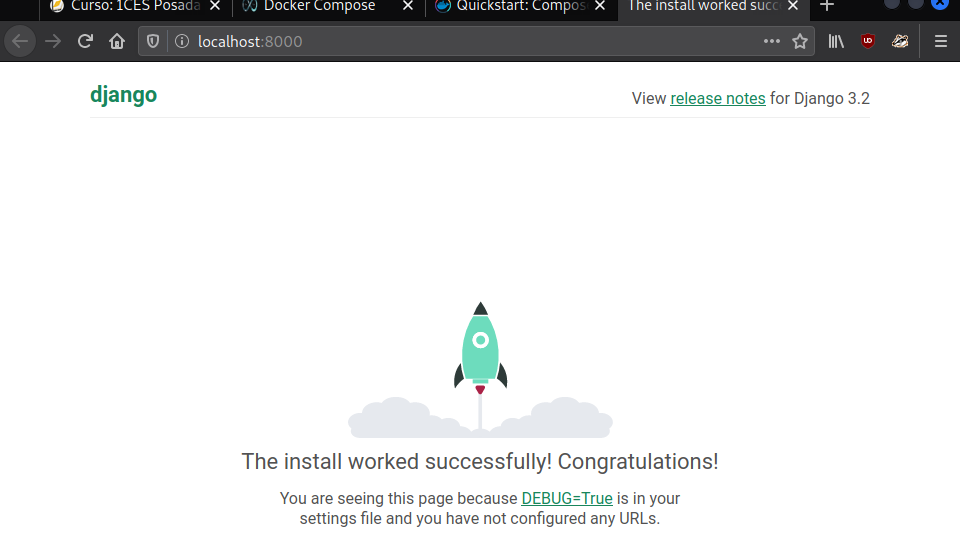 Curso: 1CES Posada
Docker Compose
Quickstart: Compose
The install worked succ
localhost:8000
django
View release notes for Django 3.2
The install worked successfully! Congratulations!
You are seeing this page because DEBUG=True is in your
settings file and you have not configured any URLs.